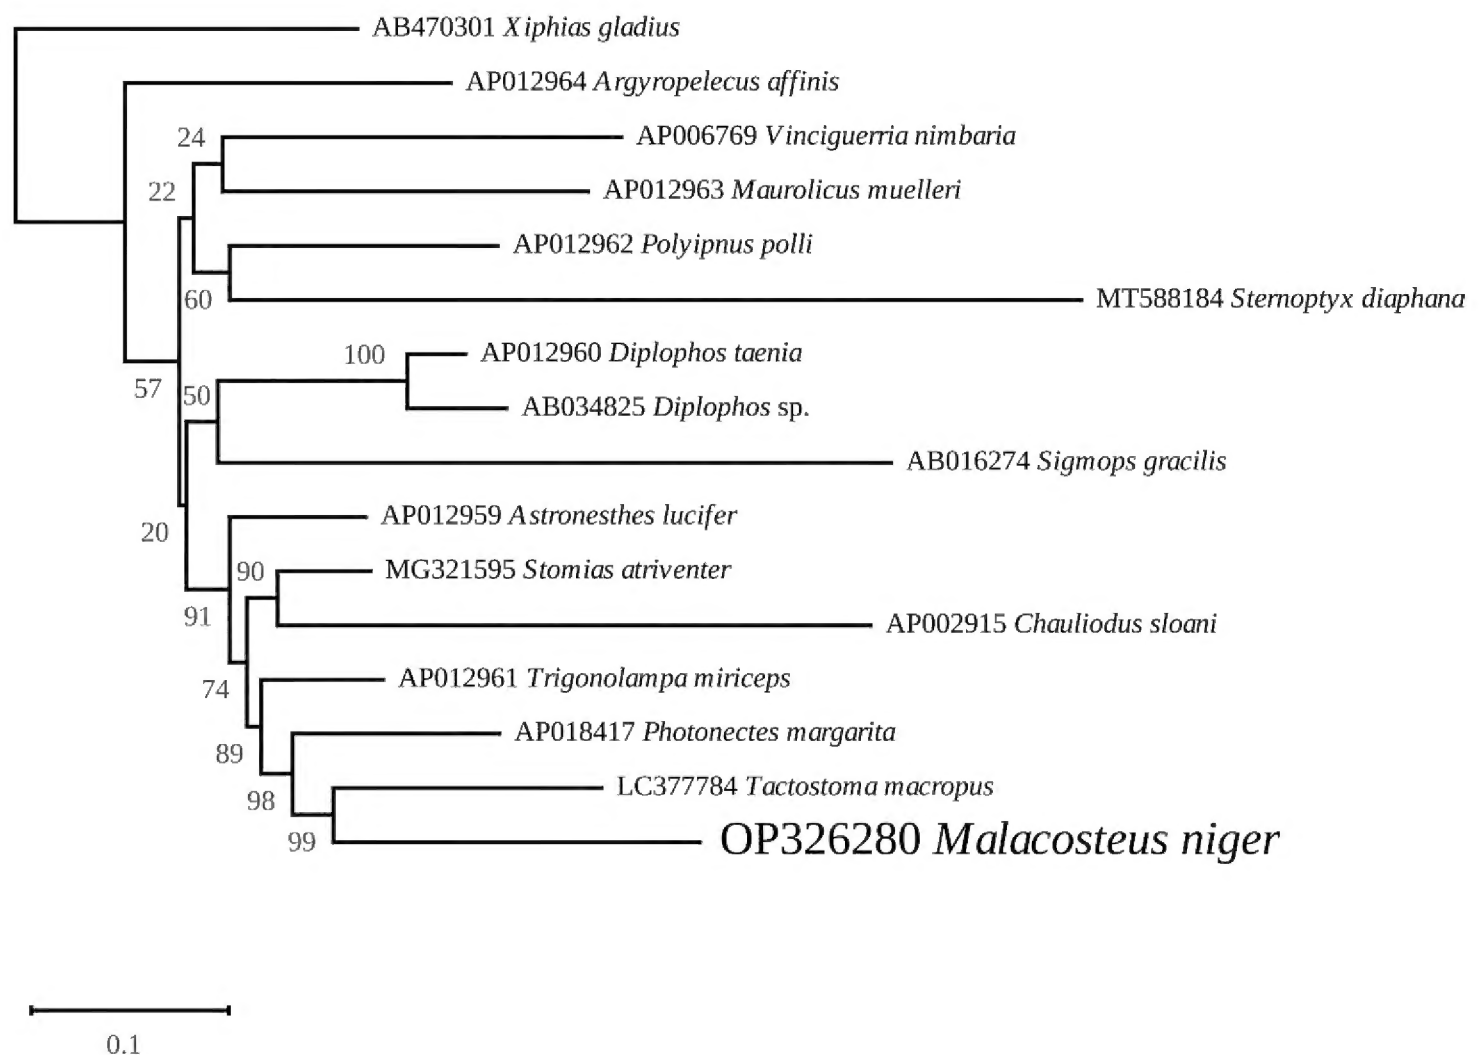 AB470301 Xiphias gladius
AP012964 Argyropelecus affinis
24
AP006769 Vinciguerria nimbaria
22
AP012963 Maurolicus muelleri
AP012962 Polyipnus polli
60
MT588184 Sternoptyx diaphana
100
AP012960 Diplophos taenia
57
50
AB034825 Diplophos sp.
AB016274 Sigmops gracilis
20
AP012959 Astronesthes lucifer
90
MG321595 Stomias atriventer
91
AP002915 Chauliodus sloani
74
AP012961 Trigonolampa miriceps
89
AP018417 Photonectes margarita
98
LC377784 Tactostoma macropus
99
OP326280 Malacosteus niger
0.1